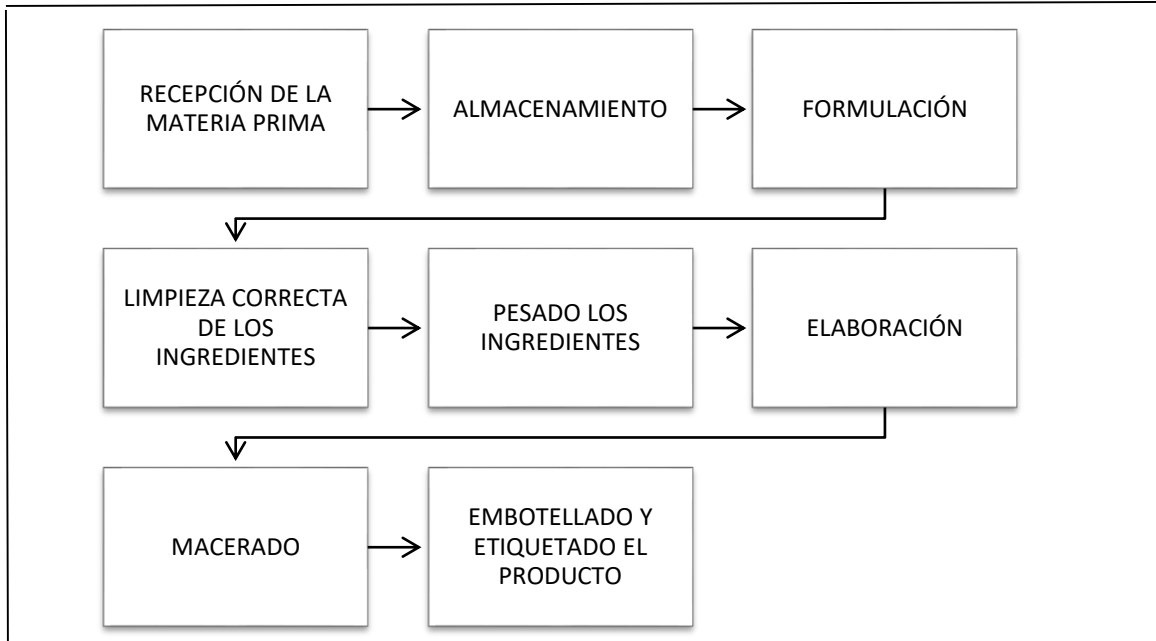 RECEPCIÓN DE LA
MATERIA PRIMA
ALMACENAMIENTO
FORMULACIÓN
LIMPIEZA CORRECTA
DE LOS
INGREDIENTES
PESADO LOS
INGREDIENTES
ELABORACIÓN
MACERADO
EMBOTELLADO Y
ETIQUETADO EL
PRODUCTO